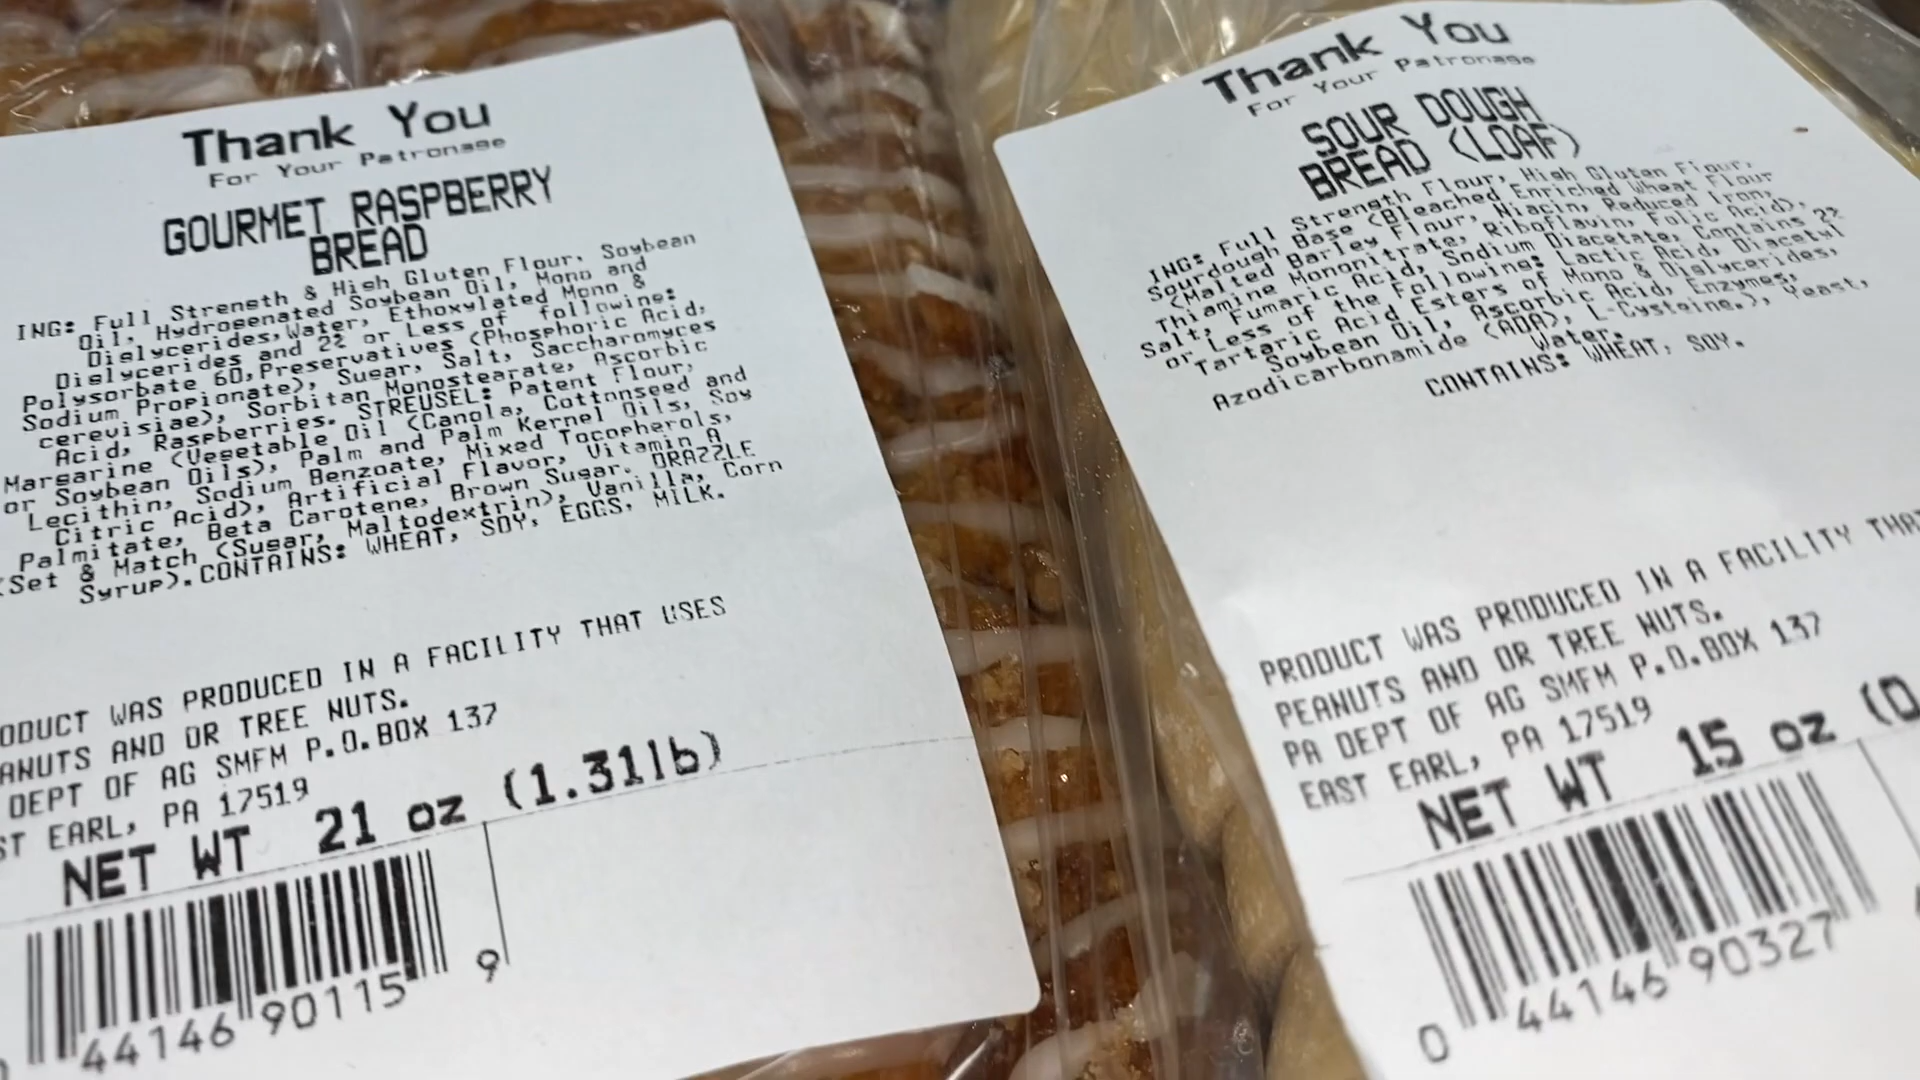 Thank You
For Your Patronage
GOURMET RASPBERRY
BREAD
ING: Full Strength & High Gluten Flour, Soybean
Oil, Hydrogenated Soybean Oil, Mono and
Diglycerides,Water, Ethoxylated Mono &
Diglycerides and 2% or Less of following:
Polysorbate 60,Preservatives (Phosphoric Acid,
Sodium Propionate), Sugar, Salt, Saccharomyces
cerevisiae), Sorbitan Monostearate, Ascorbic
Acid, Raspberries. STREUSEL: Patent Flour,
Margarine (Vegetable Oil (Canola, Cottonseed and
or Soybean Oils), Palm and Palm Kernel Oils, Soy
Lecithin, Sodium Benzoate, Mixed Tocopherols,
Citric Acid), Artificial Flavor, Vitamin A
Palmitate, Beta Carotene, Brown Sugar. DRAZZLE
(Set & Match (Sugar, Maltodextrin), Vanilla, Corn
Syrup).CONTAINS: WHEAT, SOY, EGGS, MILK.
ODUCT WAS PRODUCED IN A FACILITY THAT USES
ANUTS AND OR TREE NUTS.
DEPT OF AG SMFM P.O.BOX 137
ST EARL, PA 17519
NET WT 21 oz (1.31lb)
44146 90115 9
Thank You
For Your Patronage
SOUR DOUGH
BREAD (LOAF)
ING: Full Strength Flour, High Gluten Flour,
Sourdough Base (Bleached Enriched Wheat Flour
(Malted Barley Flour, Niacin, Reduced Iron,
Thiamine Mononitrate, Riboflavin, Folic Acid),
Salt, Fumaric Acid, Sodium Diacetate, Contains 2%
or Less of the Following: Lactic Acid, Diacetyl
Tartaric Acid Esters of Mono & Diglycerides,
Soybean Oil, Ascorbic Acid, Enzymes,
Azodicarbonamide (ADA), L-Cysteine.), Yeast,
Water.
CONTAINS: WHEAT, SOY.
PRODUCT WAS PRODUCED IN A FACILITY THAT
PEANUTS AND OR TREE NUTS.
PA DEPT OF AG SMFM P.O.BOX 137
EAST EARL, PA 17519
NET WT 15 oz (0.
0 44146 90327